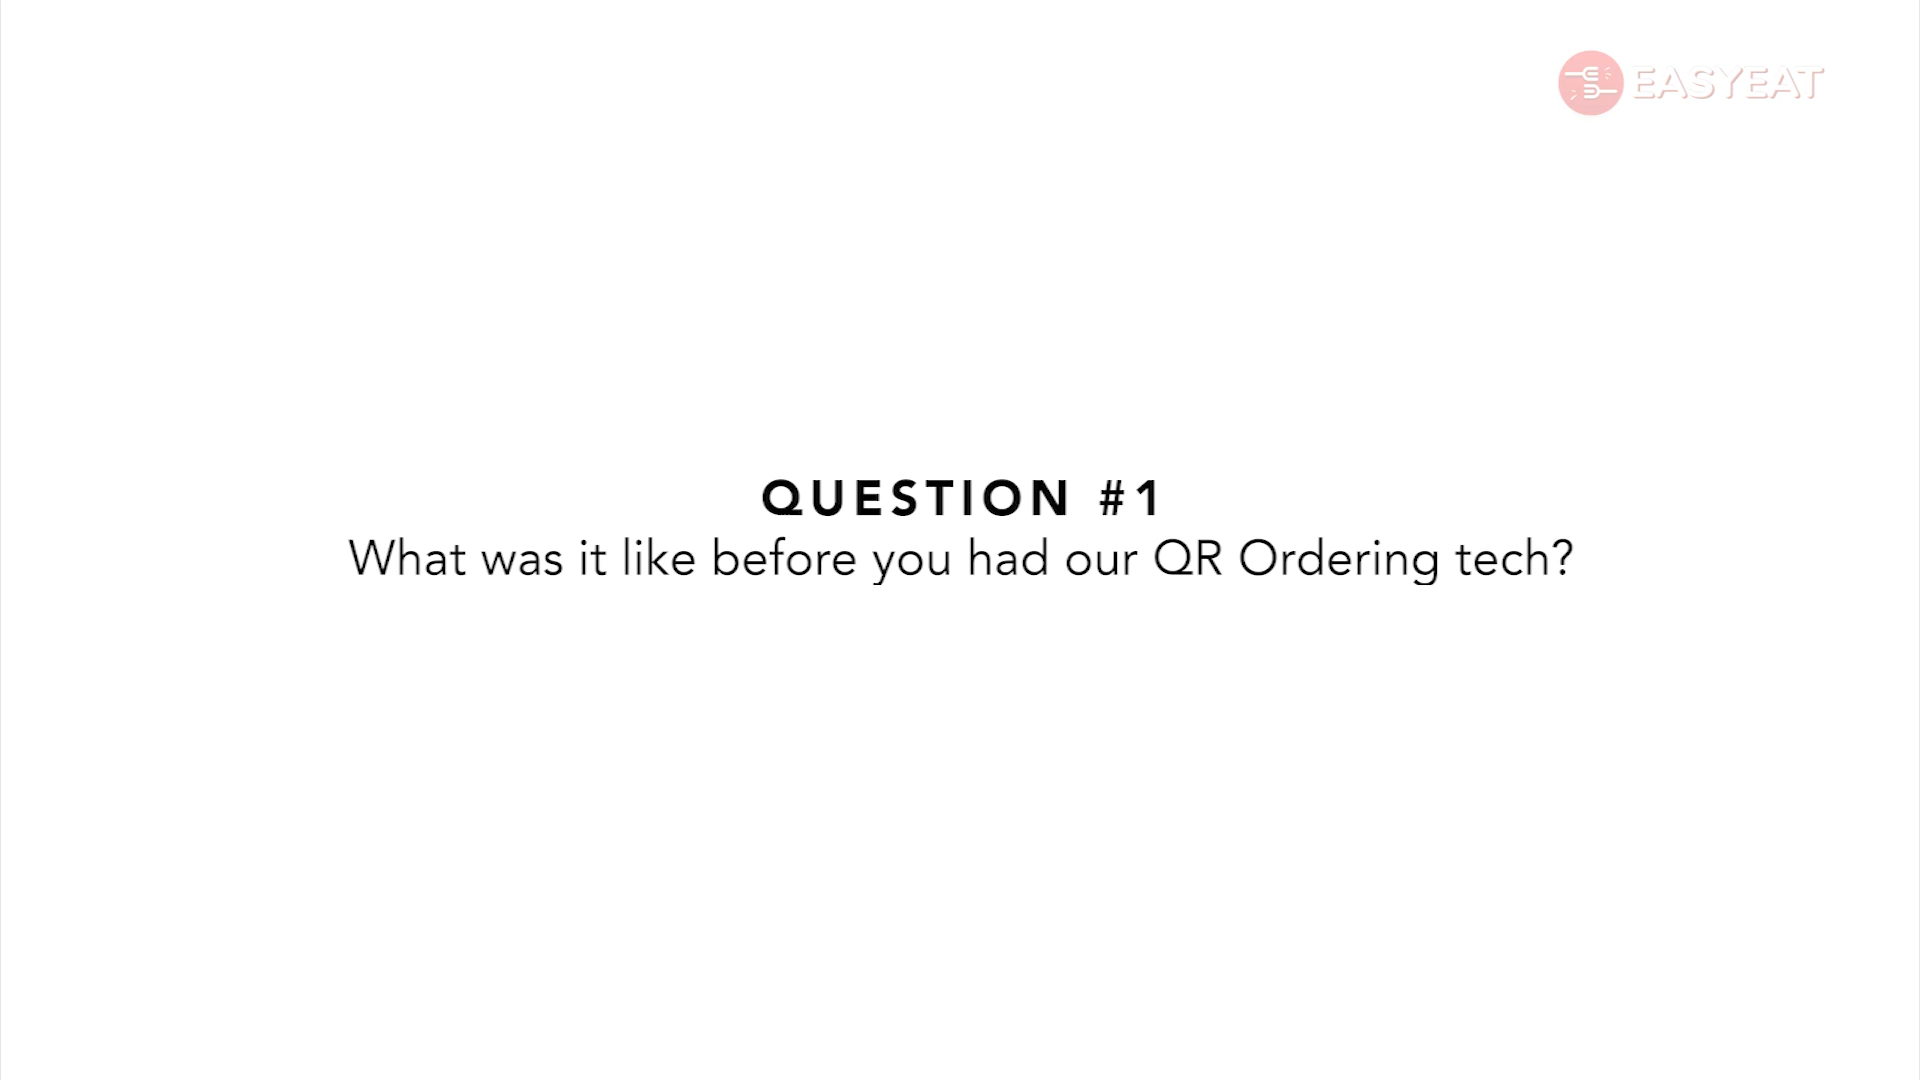 EASYEAT
QUESTION #1
What was it like before you had our QR Ordering tech?